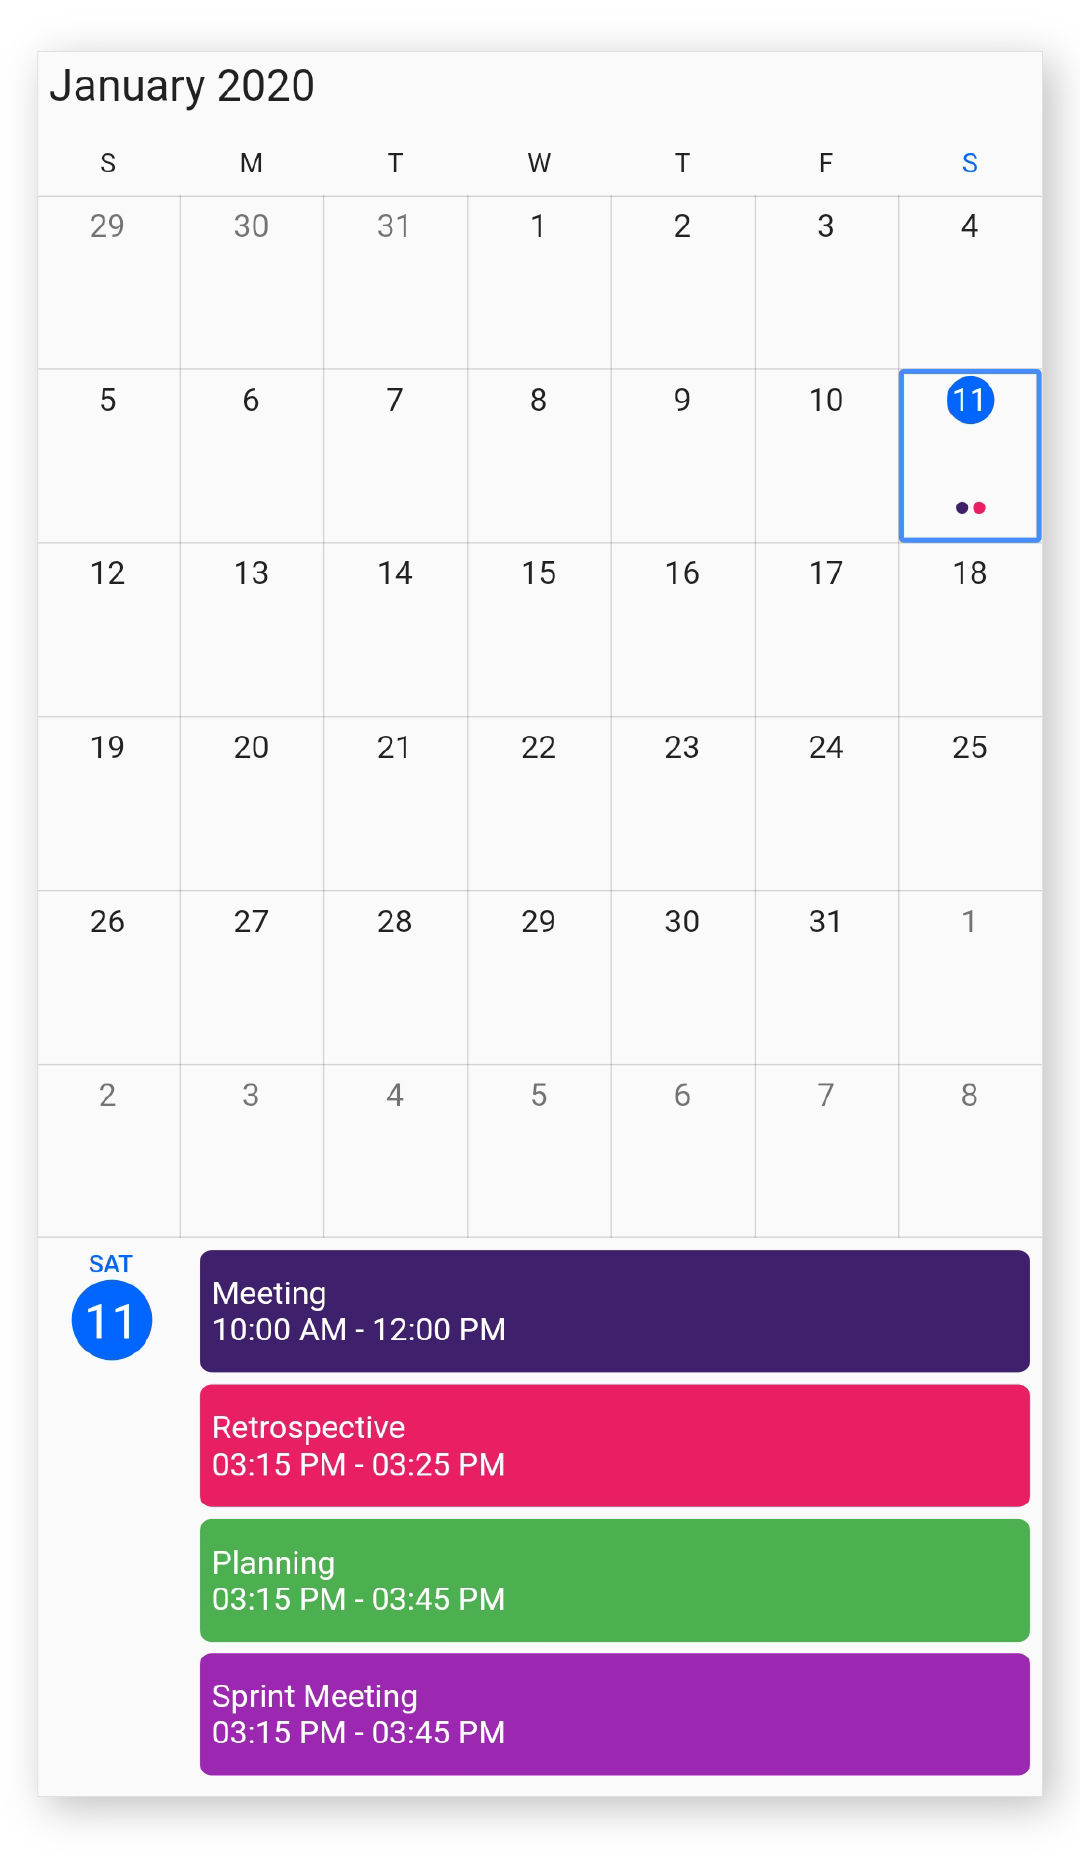 January 2020
S M T W T F S
29 30 31 1 2 3 4
5 6 7 8 9 10 11
12 13 14 15 16 17 18
19 20 21 22 23 24 25
26 27 28 29 30 31 1
2 3 4 5 6 7 8
SAT
11
Meeting
10:00 AM - 12:00 PM
Retrospective
03:15 PM - 03:25 PM
Planning
03:15 PM - 03:45 PM
Sprint Meeting
03:15 PM - 03:45 PM